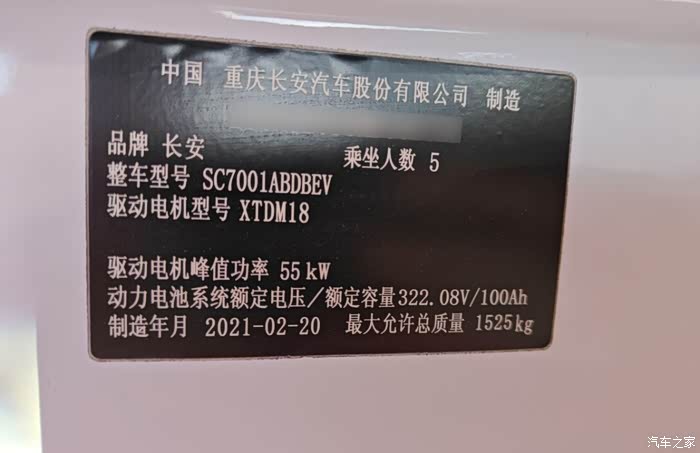 中国 重庆长安汽车股份有限公司 制造
品牌 长安 乘坐人数 5
整车型号 SC7001ABDBEV
驱动电机型号 XTDM18
驱动电机峰值功率 55kW
动力电池系统额定电压/额定容量322.08V/100Ah
制造年月 2021-02-20 最大允许总质量 1525kg
汽车之家